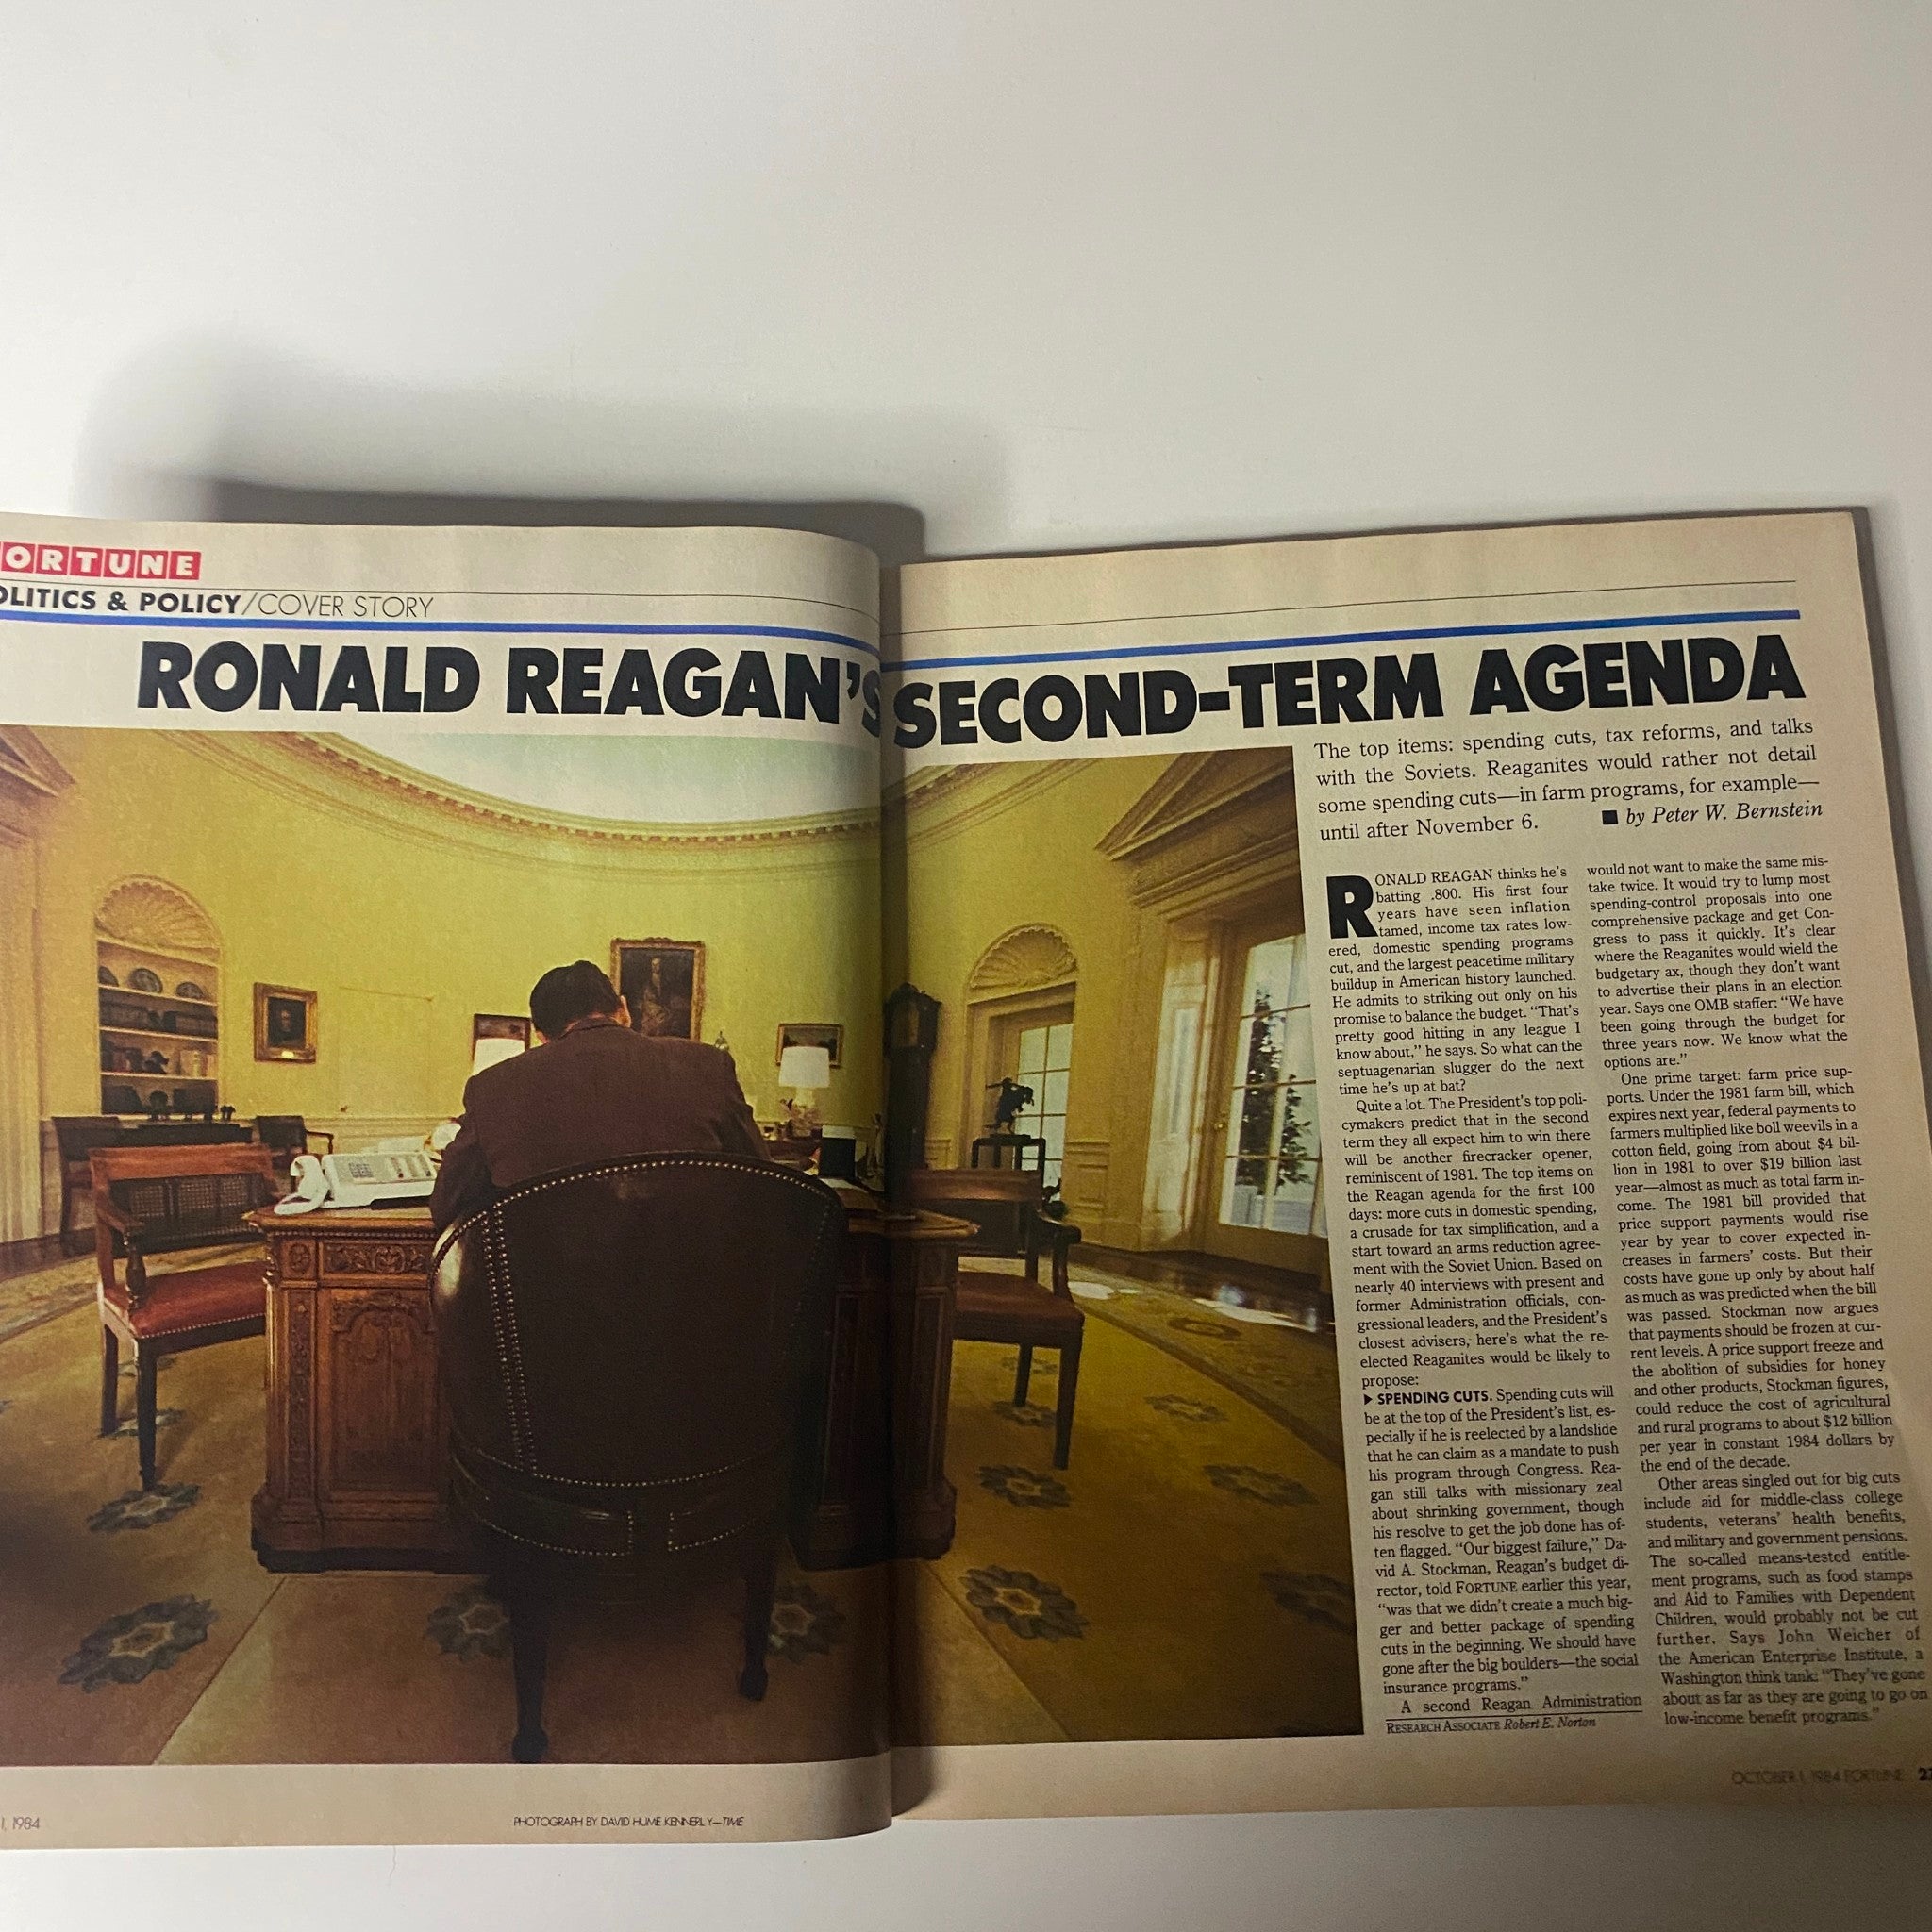 ORTUNE
OLITICS & POLICY/COVER STORY
RONALD REAGAN'S SECOND-TERM AGENDA
The top items: spending cuts, tax reforms, and talks
with the Soviets. Reaganites would rather not detail
some spending cuts—in farm programs, for example—
until after November 6. ■ by Peter W. Bernstein
RONALD REAGAN thinks he's
batting .800. His first four
years have seen inflation
tamed, income tax rates low-
ered, domestic spending programs
cut, and the largest peacetime military
buildup in American history launched.
He admits to striking out only on his
promise to balance the budget. "That's
pretty good hitting in any league I
know about," he says. So what can the
septuagenarian slugger do the next
time he's up at bat?
Quite a lot. The President's top poli-
cymakers predict that in the second
term they all expect him to win there
will be another firecracker opener,
reminiscent of 1981. The top items on
the Reagan agenda for the first 100
days: more cuts in domestic spending,
a crusade for tax simplification, and a
start toward an arms reduction agree-
ment with the Soviet Union. Based on
nearly 40 interviews with present and
former Administration officials, con-
gressional leaders, and the President's
closest advisers, here's what the re-
elected Reaganites would be likely to
propose:
▶ SPENDING CUTS. Spending cuts will
be at the top of the President's list, es-
pecially if he is reelected by a landslide
that he can claim as a mandate to push
his program through Congress. Rea-
gan still talks with missionary zeal
about shrinking government, though
his resolve to get the job done has of-
ten flagged. "Our biggest failure," Da-
vid A. Stockman, Reagan's budget di-
rector, told FORTUNE earlier this year,
"was that we didn't create a much big-
ger and better package of spending
cuts in the beginning. We should have
gone after the big boulders—the social
insurance programs."
A second Reagan Administration
RESEARCH ASSOCIATE Robert E. Norton
would not want to make the same mis-
take twice. It would try to lump most
spending-control proposals into one
comprehensive package and get Con-
gress to pass it quickly. It's clear
where the Reaganites would wield the
budgetary ax, though they don't want
to advertise their plans in an election
year. Says one OMB staffer: "We have
been going through the budget for
three years now. We know what the
options are."
One prime target: farm price sup-
ports. Under the 1981 farm bill, which
expires next year, federal payments to
farmers multiplied like boll weevils in a
cotton field, going from about $4 bil-
lion in 1981 to over $19 billion last
year—almost as much as total farm in-
come. The 1981 bill provided that
price support payments would rise
year by year to cover expected in-
creases in farmers' costs. But their
costs have gone up only by about half
as much as was predicted when the bill
was passed. Stockman now argues
that payments should be frozen at cur-
rent levels. A price support freeze and
the abolition of subsidies for honey
and other products, Stockman figures,
could reduce the cost of agricultural
and rural programs to about $12 billion
per year in constant 1984 dollars by
the end of the decade.
Other areas singled out for big cuts
include aid for middle-class college
students, veterans' health benefits,
and military and government pensions.
The so-called means-tested entitle-
ment programs, such as food stamps
and Aid to Families with Dependent
Children, would probably not be cut
further. Says John Weicher of
the American Enterprise Institute, a
Washington think tank: "They've gone
about as far as they are going to go on
low-income benefit programs."
1, 1984
PHOTOGRAPH BY DAVID HUME KENNERLY—TIME
OCTOBER 1, 1984 FORTUNE